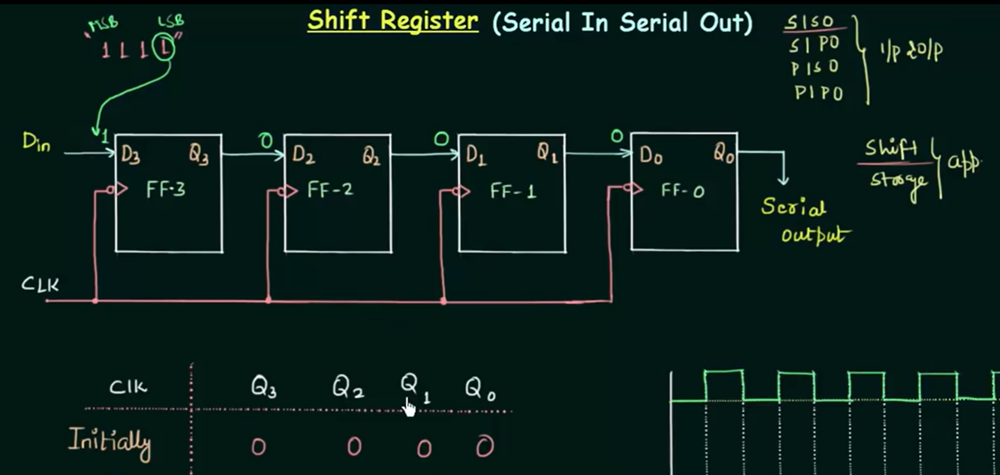 Shift Register (Serial In Serial Out)
MSB LSB
"1 1 1 1"
SISO
SIPO
PISO
PIPO
I/p & O/p
Din
1
D3 Q3
FF-3
0
D2 Q2
FF-2
0
D1 Q1
FF-1
0
D0 Q0
FF-0
Serial
output
Shift
Storage
app.
CLK
Clk Q3 Q2 Q1 Q0
Initially 0 0 0 0